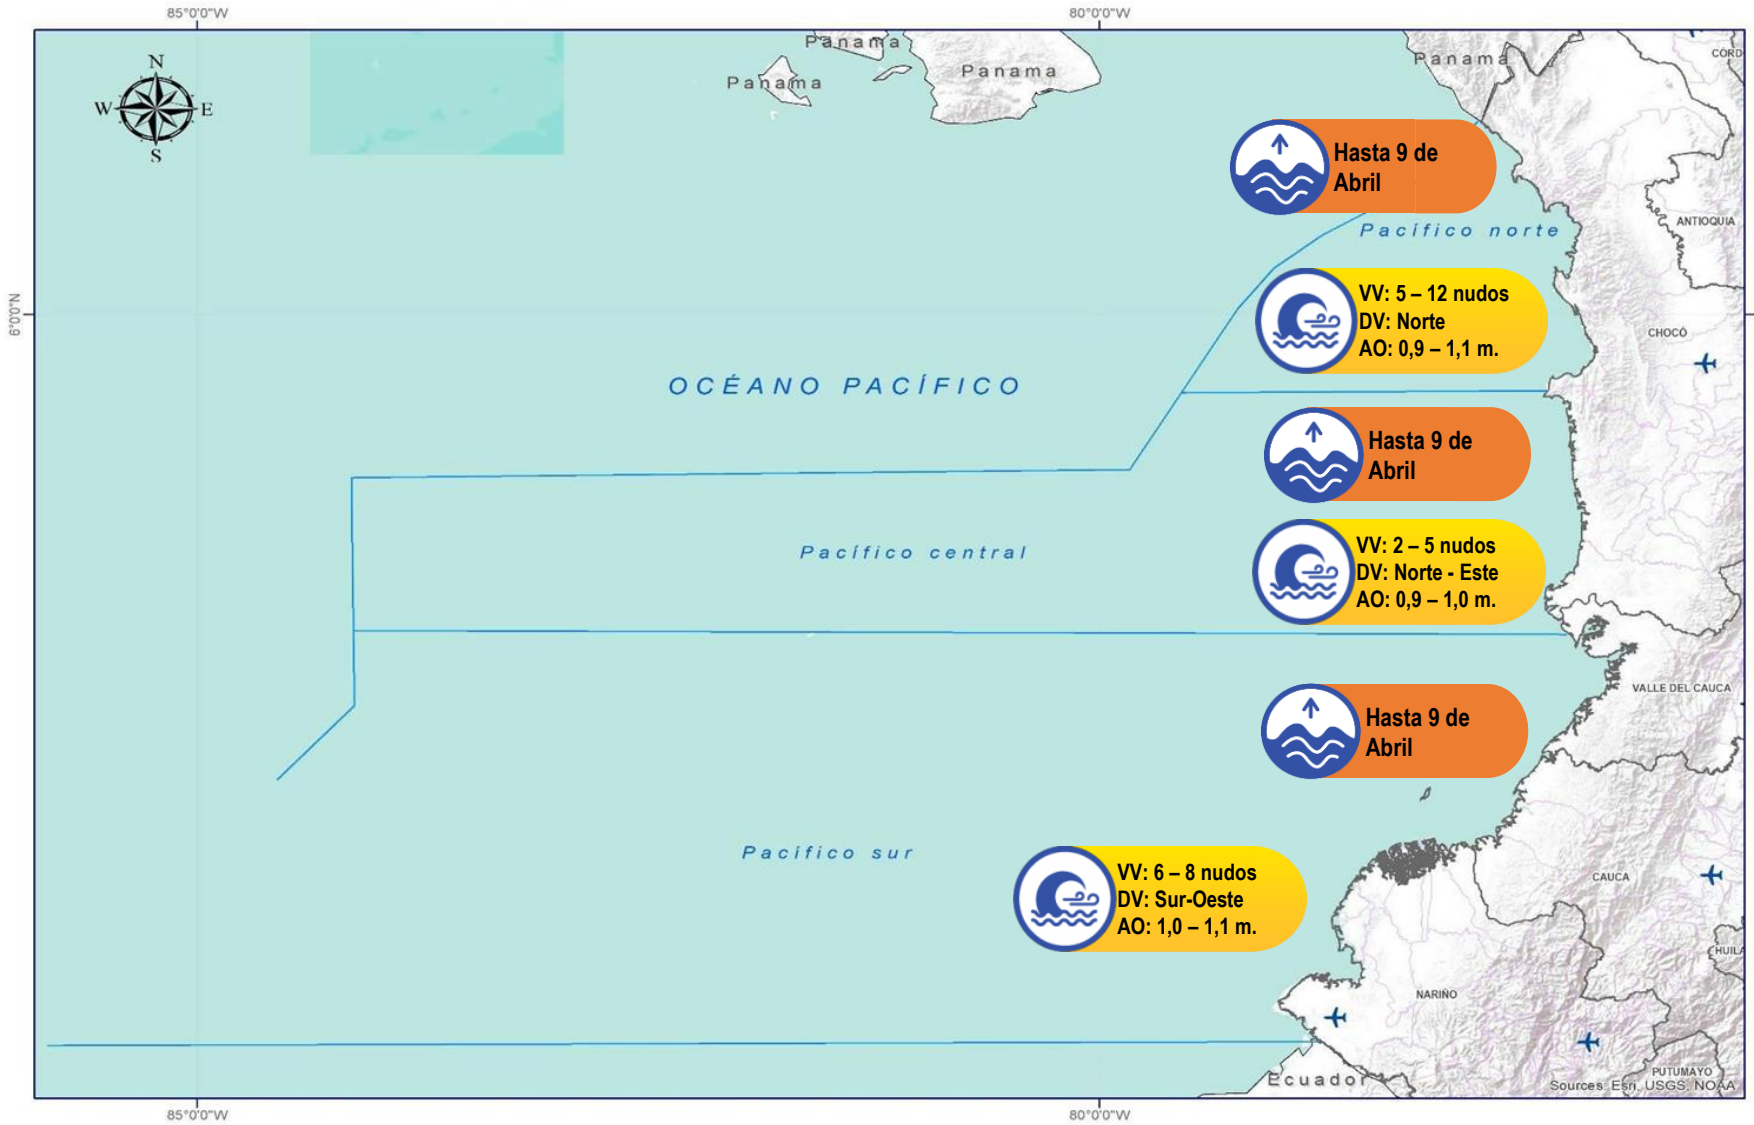 85°0'0"W
80°0'0"W
N
W
E
S
Panama
Panama
Panama
Panama
Hasta 9 de
Abril
ANTIOQUIA
Pacífico norte
6°0'0"N
VV: 5 – 12 nudos
DV: Norte
AO: 0,9 – 1,1 m.
CHOCÓ
OCÉANO PACÍFICO
Hasta 9 de
Abril
Pacífico central
VV: 2 – 5 nudos
DV: Norte - Este
AO: 0,9 – 1,0 m.
VALLE DEL CAUCA
Hasta 9 de
Abril
Pacífico sur
VV: 6 – 8 nudos
DV: Sur-Oeste
AO: 1,0 – 1,1 m.
CAUCA
HUILA
NARIÑO
Ecuador
PUTUMAYO
Sources: Esri, USGS, NOAA
85°0'0"W
80°0'0"W